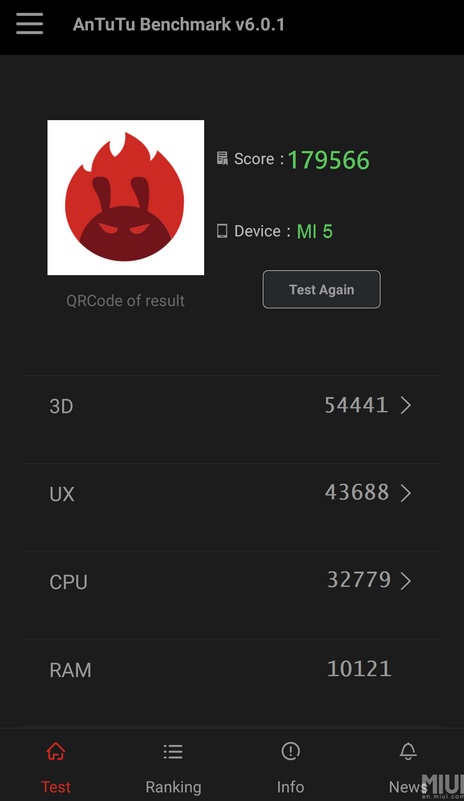 AnTuTu Benchmark v6.0.1
Score : 179566
Device : MI 5
QRCode of result
Test Again
3D 54441
UX 43688
CPU 32779
RAM 10121
Test Ranking Info News
MIUI
en.miui.com